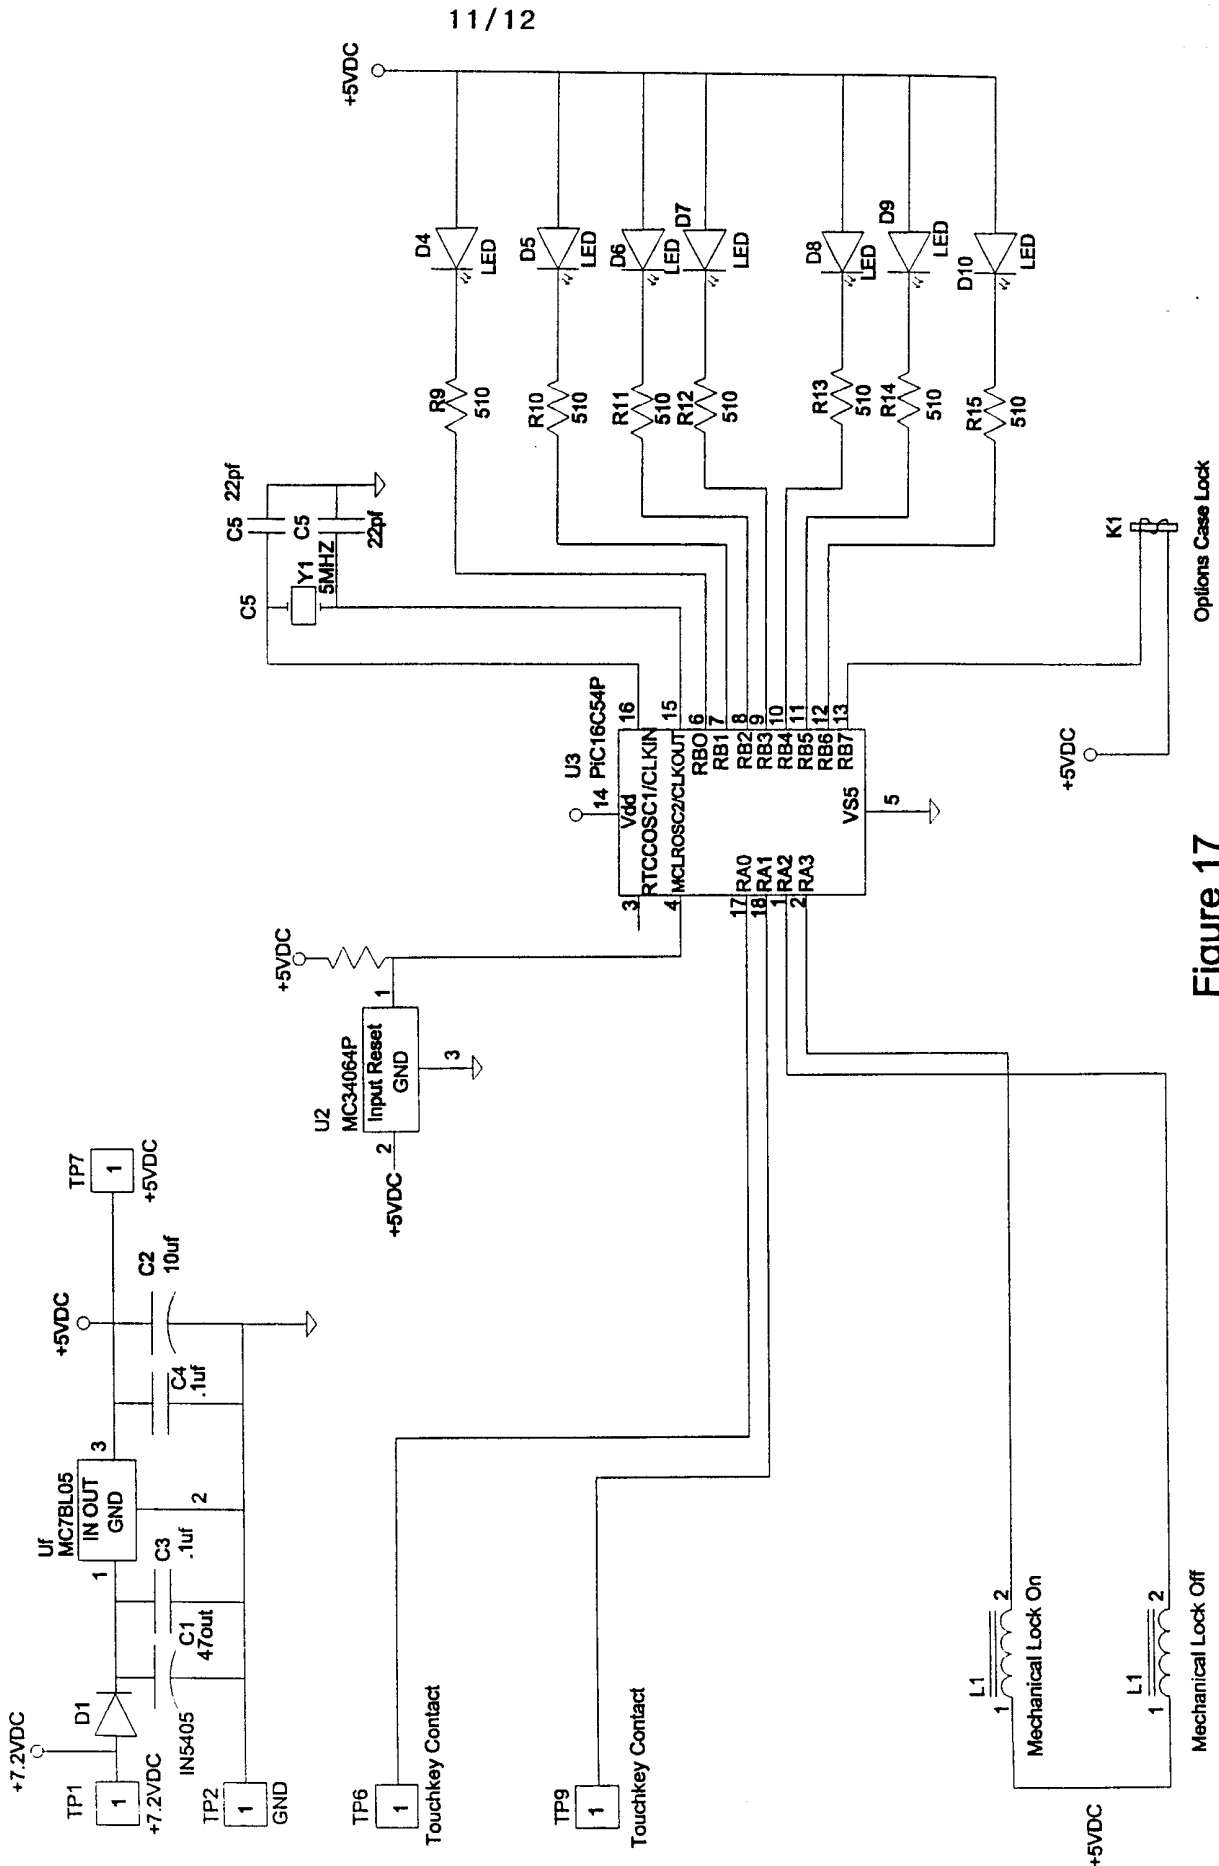 11/12
+7.2VDC
TP1
1
+7.2VDC
D1
IN5405
TP2
1
GND
C1
47out
C3
.1uf
Uf
MC7BL05
IN OUT
GND
1
2
3
C4
.1uf
+5VDC
C2
10uf
TP7
1
+5VDC
TP6
1
Touchkey Contact
TP9
1
Touchkey Contact
U2
MC34064P
Input Reset
GND
2
+5VDC
3
1
+5VDC
U3
PiC16C54P
14
Vdd
3
RTCCOSC1/CLKIN
16
4
MCLROSC2/CLKOUT
15
17
RA0
18
RA1
1
RA2
2
RA3
RBO
6
RB1
7
RB2
8
RB3
9
RB4
10
RB5
11
RB6
12
RB7
13
VS5
5
C5
Y1
5MHZ
C5
22pf
C5
22pf
+5VDC
R9
510
D4
LED
R10
510
D5
LED
R11
510
D6
LED
R12
510
D7
LED
R13
510
D8
LED
R14
510
D9
LED
R15
510
D10
LED
+5VDC
K1
Options Case Lock
L1
1
2
Mechanical Lock On
L1
1
2
Mechanical Lock Off
+5VDC
Figure 17